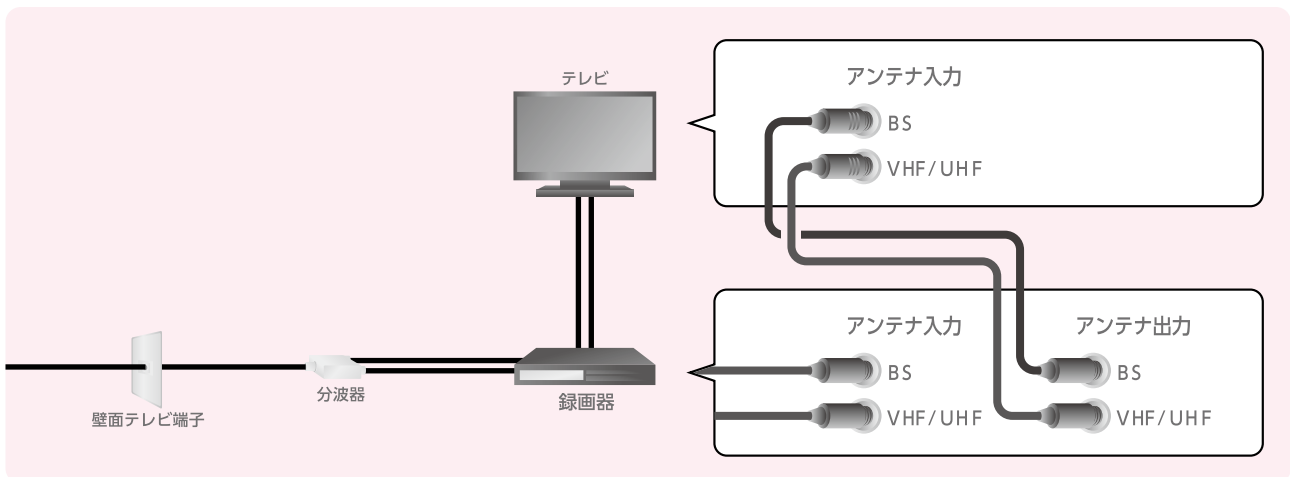 テレビ
アンテナ入力
BS
VHF/UHF
アンテナ入力
アンテナ出力
BS
BS
VHF/UHF
VHF/UHF
壁面テレビ端子
分波器
録画器